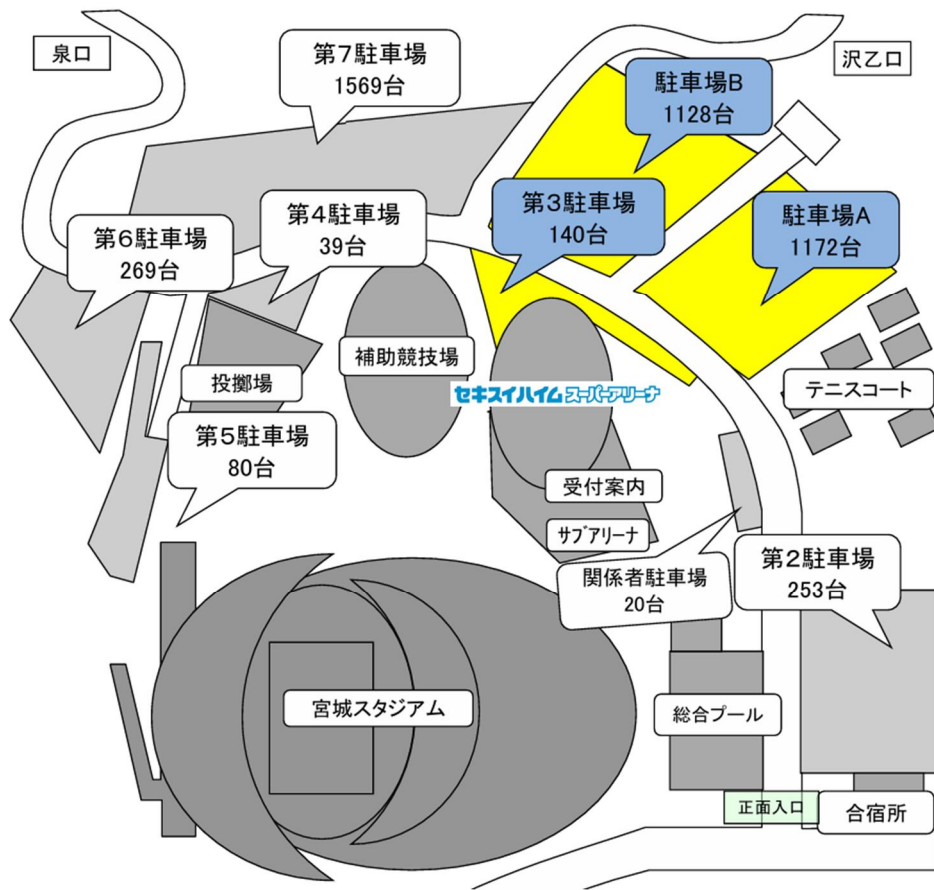 泉口
第7駐車場
1569台
沢乙口
駐車場B
1128台
第6駐車場
269台
第4駐車場
39台
第3駐車場
140台
駐車場A
1172台
補助競技場
投擲場
セキスイハイム スーパーアリーナ
テニスコート
第5駐車場
80台
受付案内
サブアリーナ
関係者駐車場
20台
第2駐車場
253台
宮城スタジアム
総合プール
正面入口
合宿所